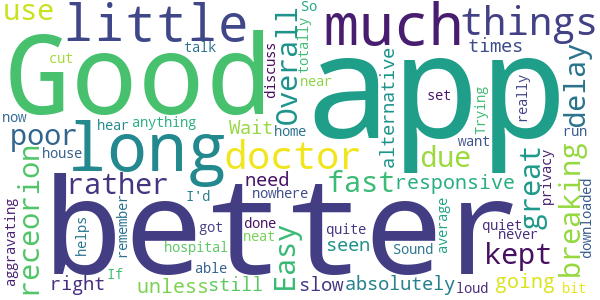 use little much things
Good app
Overall So totally talk discuss cut
times near set Trying really
delay run now poor hear anything
long Wait home doctor alternative
house due want
breaking privacy downloaded
receorion rather I'd need fast responsive great
better
nowhere
aggravating helps remember got done quite seen
neat Easy hospital able
Sound quiet never kept
average
right If unless still slow absolutely loud going bit